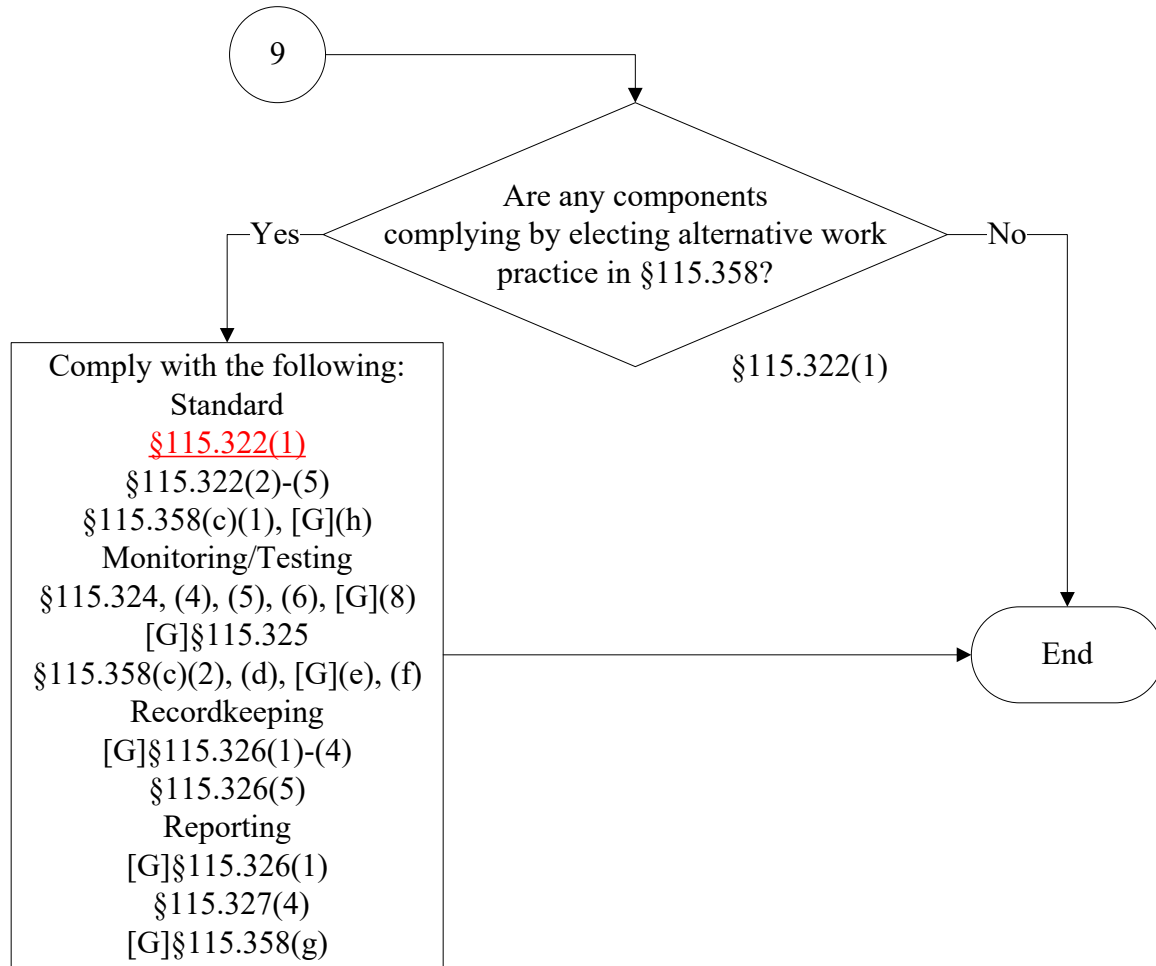 9
Are any components
complying by electing alternative work
practice in §115.358?
Yes
No
§115.322(1)
Comply with the following:
Standard
§115.322(1)
§115.322(2)-(5)
§115.358(c)(1), [G](h)
Monitoring/Testing
§115.324, (4), (5), (6), [G](8)
[G]§115.325
§115.358(c)(2), (d), [G](e), (f)
Recordkeeping
[G]§115.326(1)-(4)
§115.326(5)
Reporting
[G]§115.326(1)
§115.327(4)
[G]§115.358(g)
End